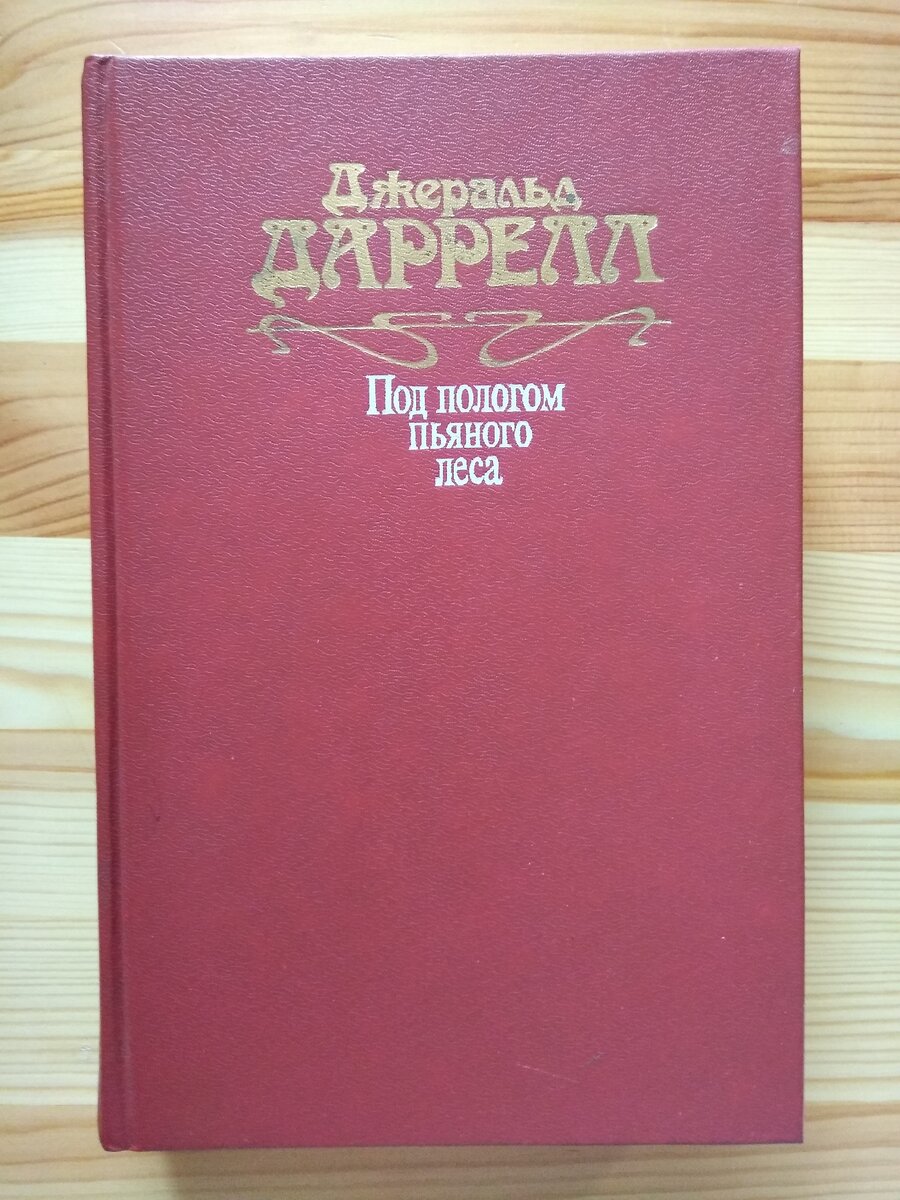 Джеральд
ДАРРЕЛЛ
Под пологом
пьяного
леса